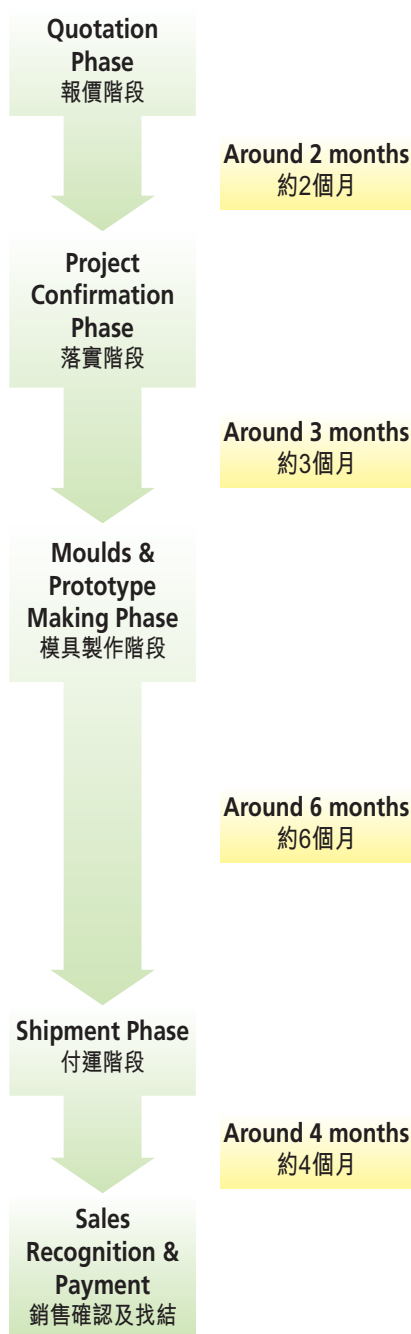 Quotation
Phase
報價階段
Around 2 months
約2個月
Project
Confirmation
Phase
落實階段
Around 3 months
約3個月
Moulds &
Prototype
Making Phase
模具製作階段
Around 6 months
約6個月
Shipment Phase
付運階段
Around 4 months
約4個月
Sales
Recognition &
Payment
銷售確認及找結